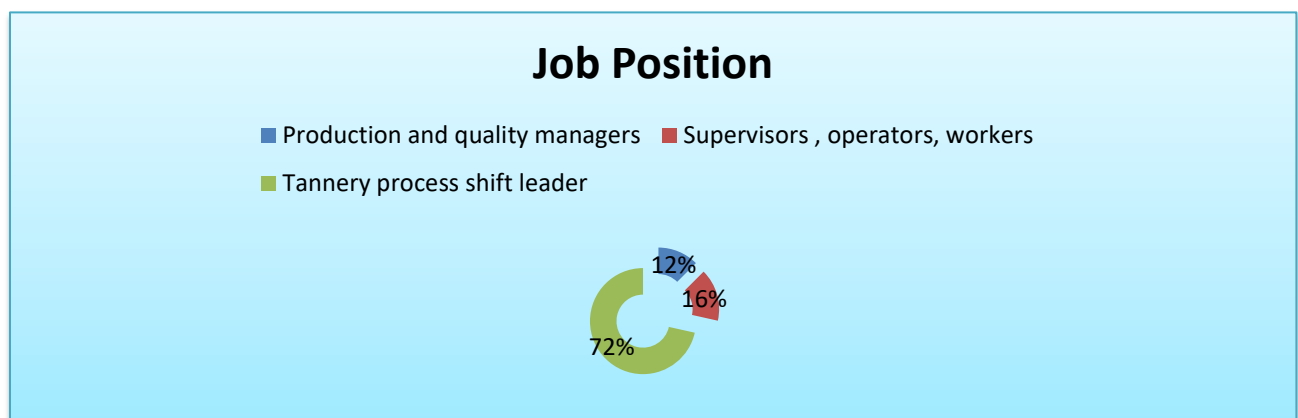 Job Position
Production and quality managers Supervisors , operators, workers
Tannery process shift leader
12%
16%
72%